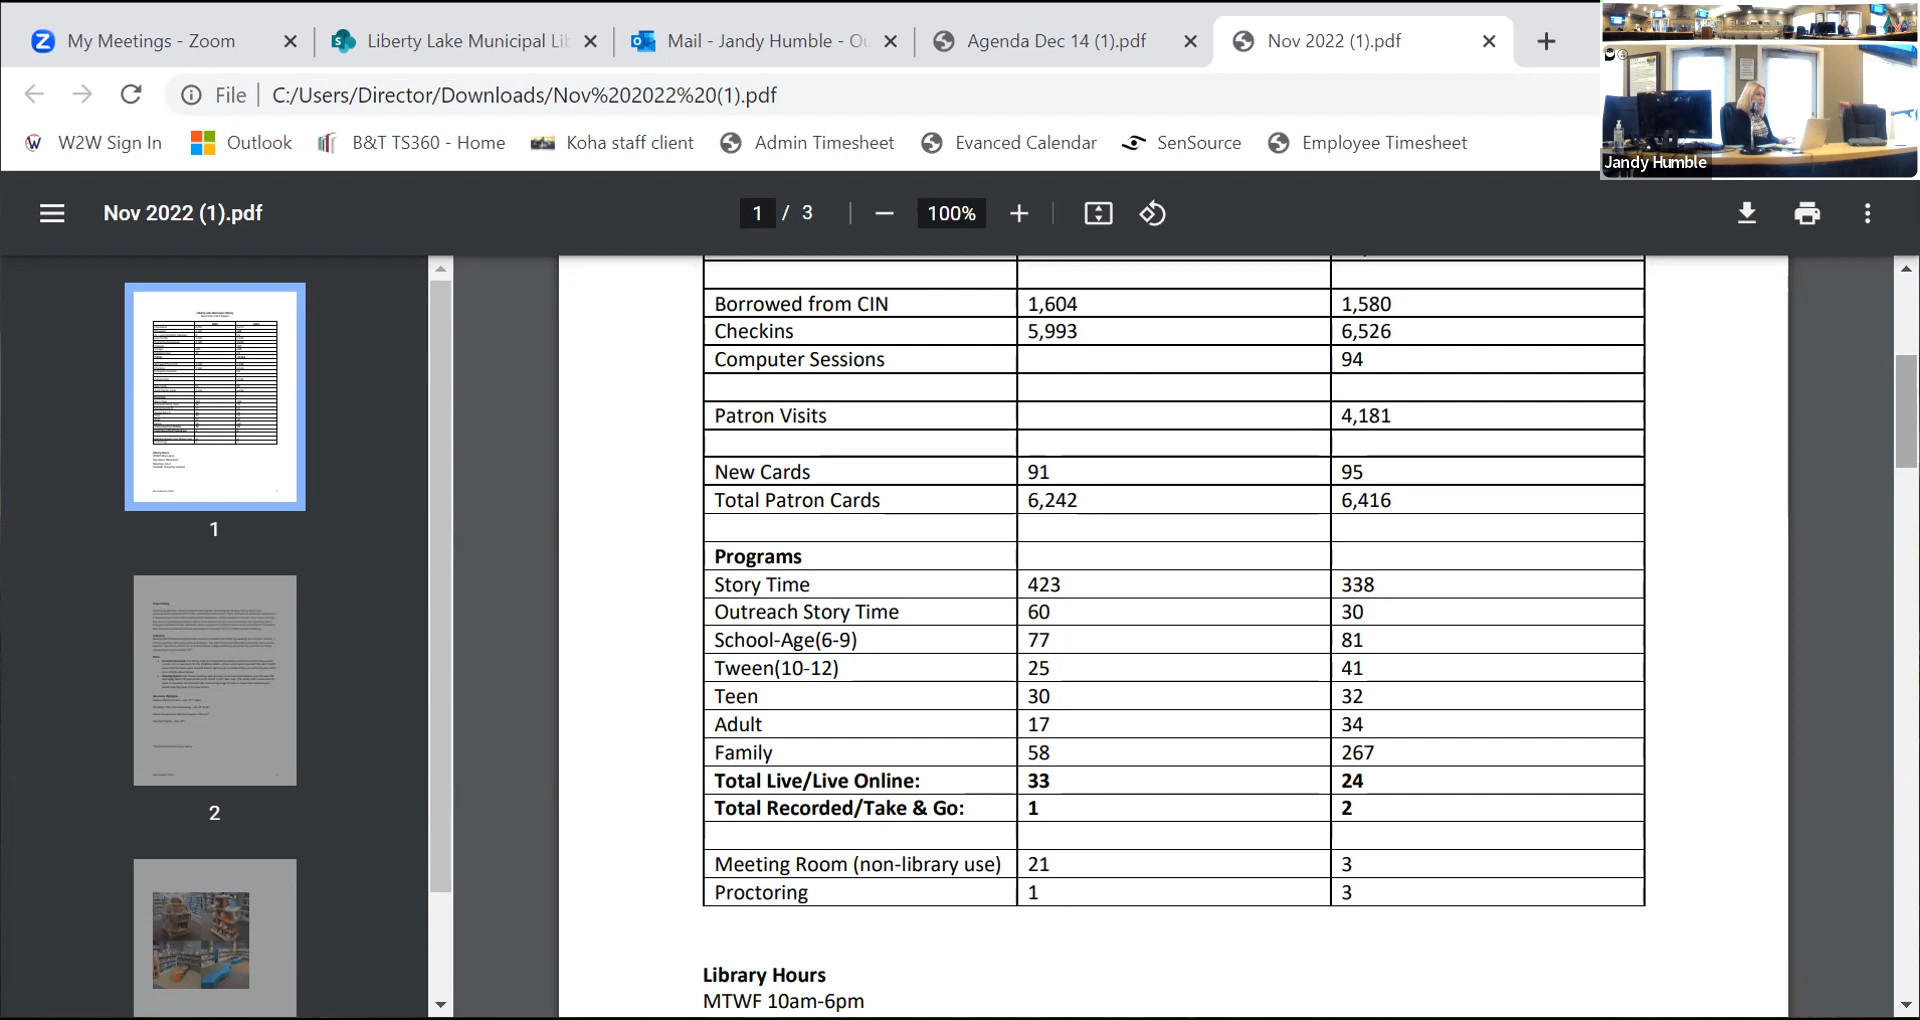 My Meetings - Zoom
Liberty Lake Municipal Lib
Mail - Jandy Humble - Ou
Agenda Dec 14 (1).pdf
Nov 2022 (1).pdf
File C:/Users/Director/Downloads/Nov%202022%20(1).pdf
W2W Sign In
Outlook
B&T TS360 - Home
Koha staff client
Admin Timesheet
Evanced Calendar
SenSource
Employee Timesheet
Jandy Humble
Nov 2022 (1).pdf
1 / 3
100%
Borrowed from CIN 1,604 1,580
Checkins 5,993 6,526
Computer Sessions 94
Patron Visits 4,181
New Cards 91 95
Total Patron Cards 6,242 6,416
Programs
Story Time 423 338
Outreach Story Time 60 30
School-Age(6-9) 77 81
Tween(10-12) 25 41
Teen 30 32
Adult 17 34
Family 58 267
Total Live/Live Online: 33 24
Total Recorded/Take & Go: 1 2
Meeting Room (non-library use) 21 3
Proctoring 1 3
Library Hours
MTWF 10am-6pm
1
2